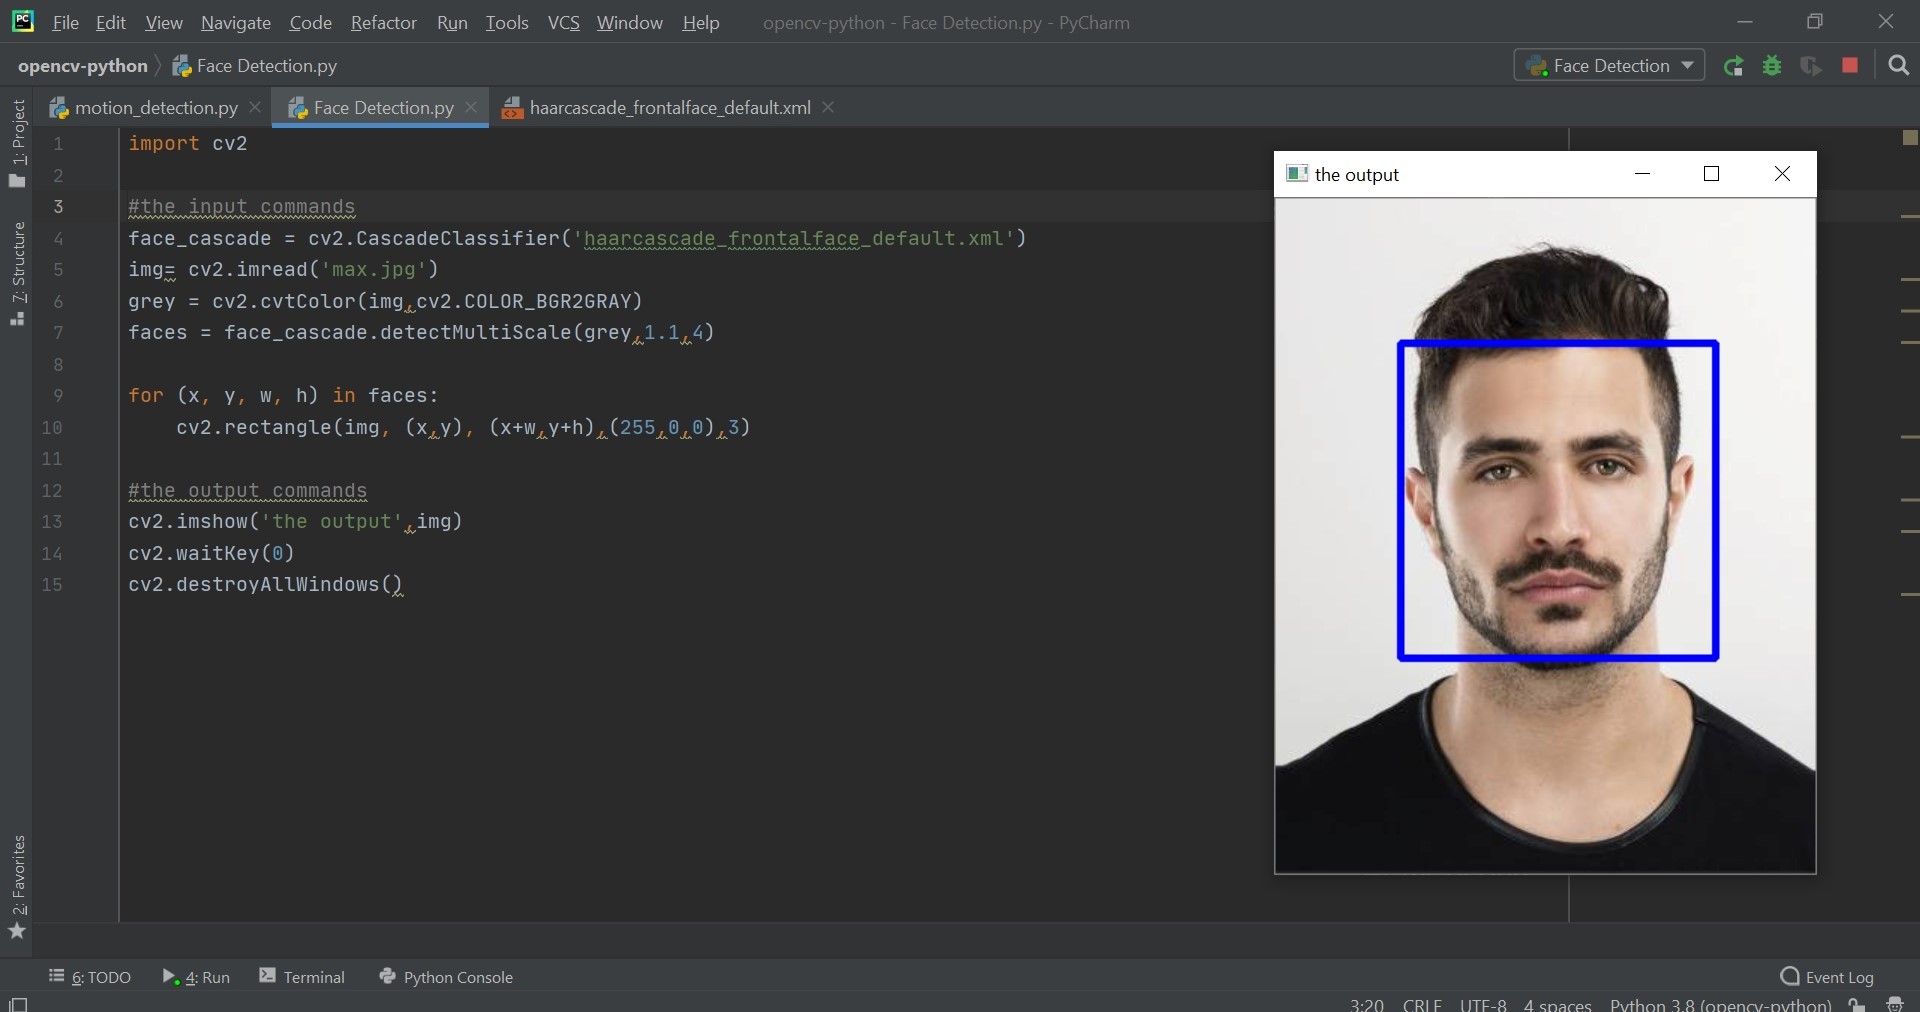 File Edit View Navigate Code Refactor Run Tools VCS Window Help opencv-python - Face Detection.py - PyCharm
opencv-python Face Detection.py Face Detection
motion_detection.py Face Detection.py haarcascade_frontalface_default.xml
1: Project
7: Structure
2: Favorites
1 import cv2
2
3 #the input commands
4 face_cascade = cv2.CascadeClassifier('haarcascade_frontalface_default.xml')
5 img= cv2.imread('max.jpg')
6 grey = cv2.cvtColor(img,cv2.COLOR_BGR2GRAY)
7 faces = face_cascade.detectMultiScale(grey,1.1,4)
8
9 for (x, y, w, h) in faces:
10 cv2.rectangle(img, (x,y), (x+w,y+h),(255,0,0),3)
11
12 #the output commands
13 cv2.imshow('the output',img)
14 cv2.waitKey(0)
15 cv2.destroyAllWindows()
the output
6: TODO 4: Run Terminal Python Console Event Log
3:20 CRLF UTF-8 4 spaces Python 3.8 (opencv-python)